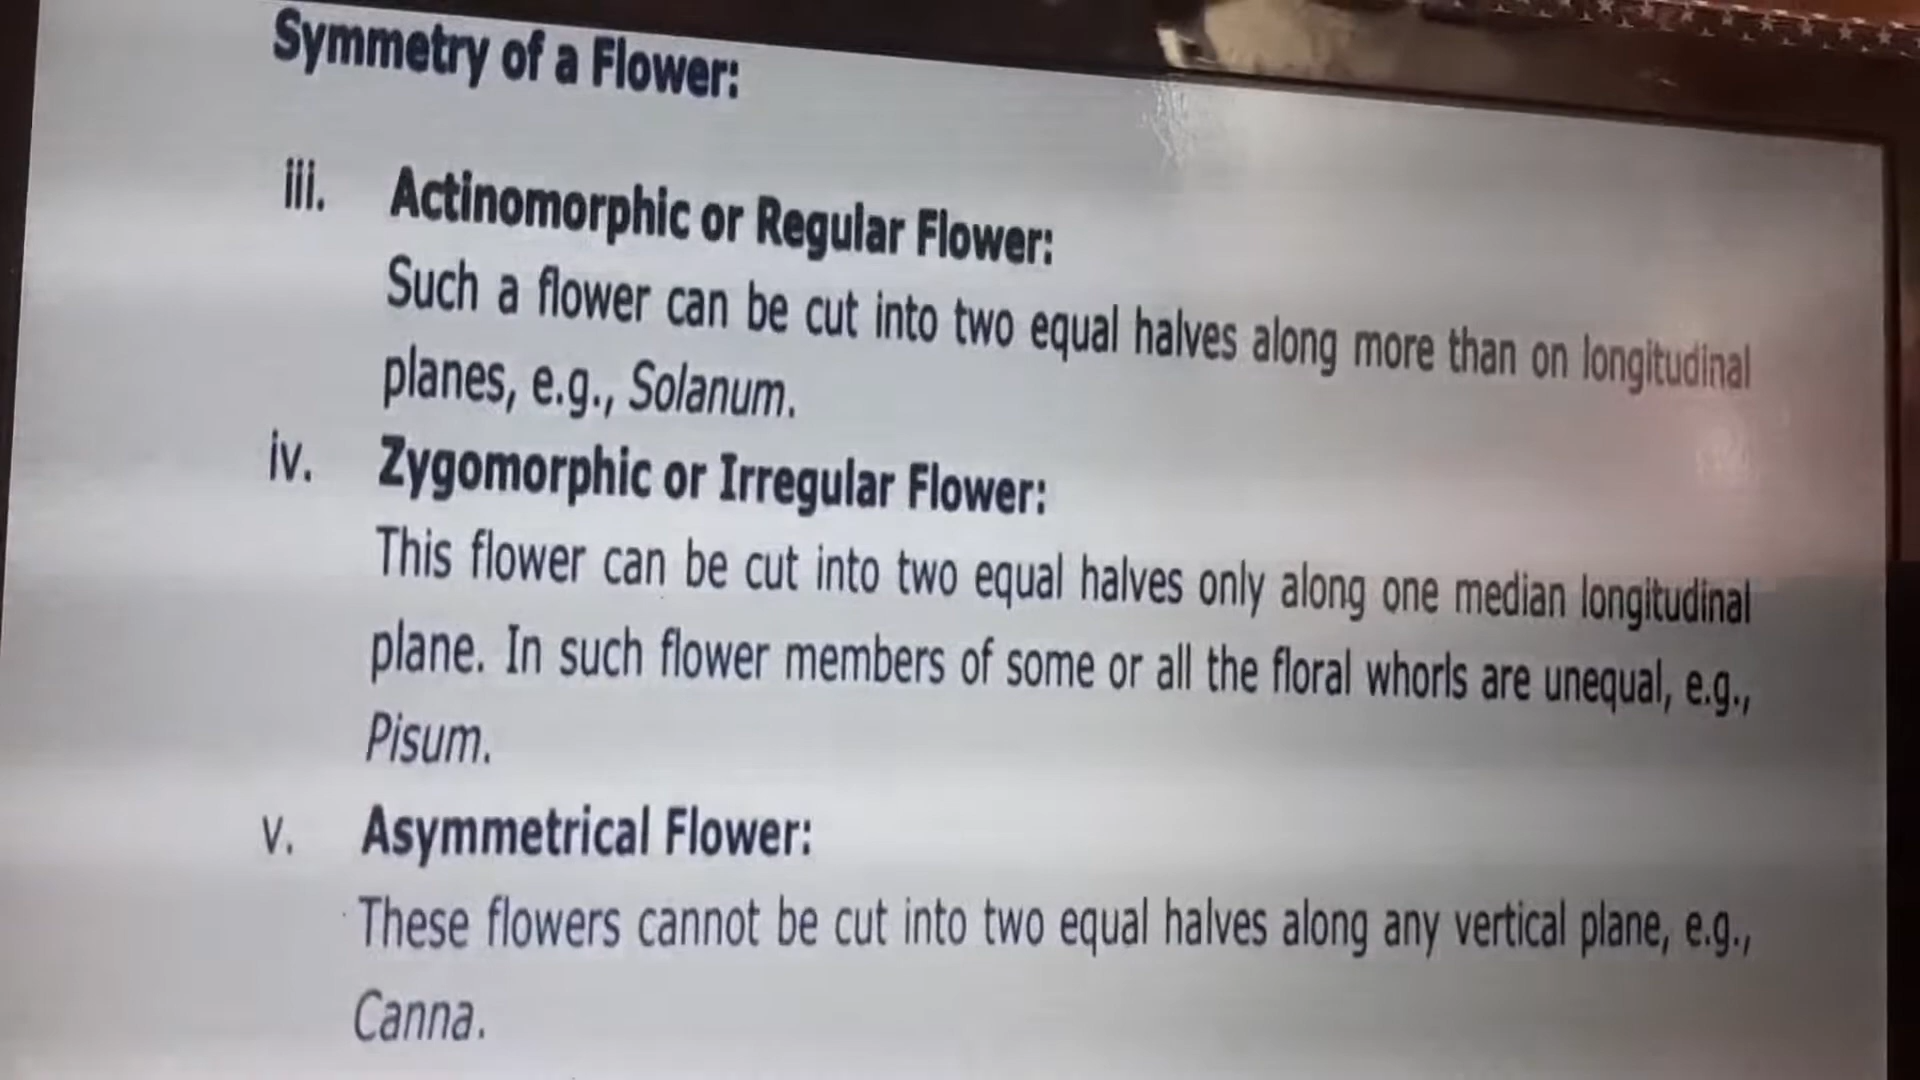 Symmetry of a Flower:
iii. Actinomorphic or Regular Flower:
Such a flower can be cut into two equal halves along more than on longitudinal
planes, e.g., Solanum.
iv. Zygomorphic or Irregular Flower:
This flower can be cut into two equal halves only along one median longitudinal
plane. In such flower members of some or all the floral whorls are unequal, e.g.,
Pisum.
v. Asymmetrical Flower:
These flowers cannot be cut into two equal halves along any vertical plane, e.g.,
Canna.